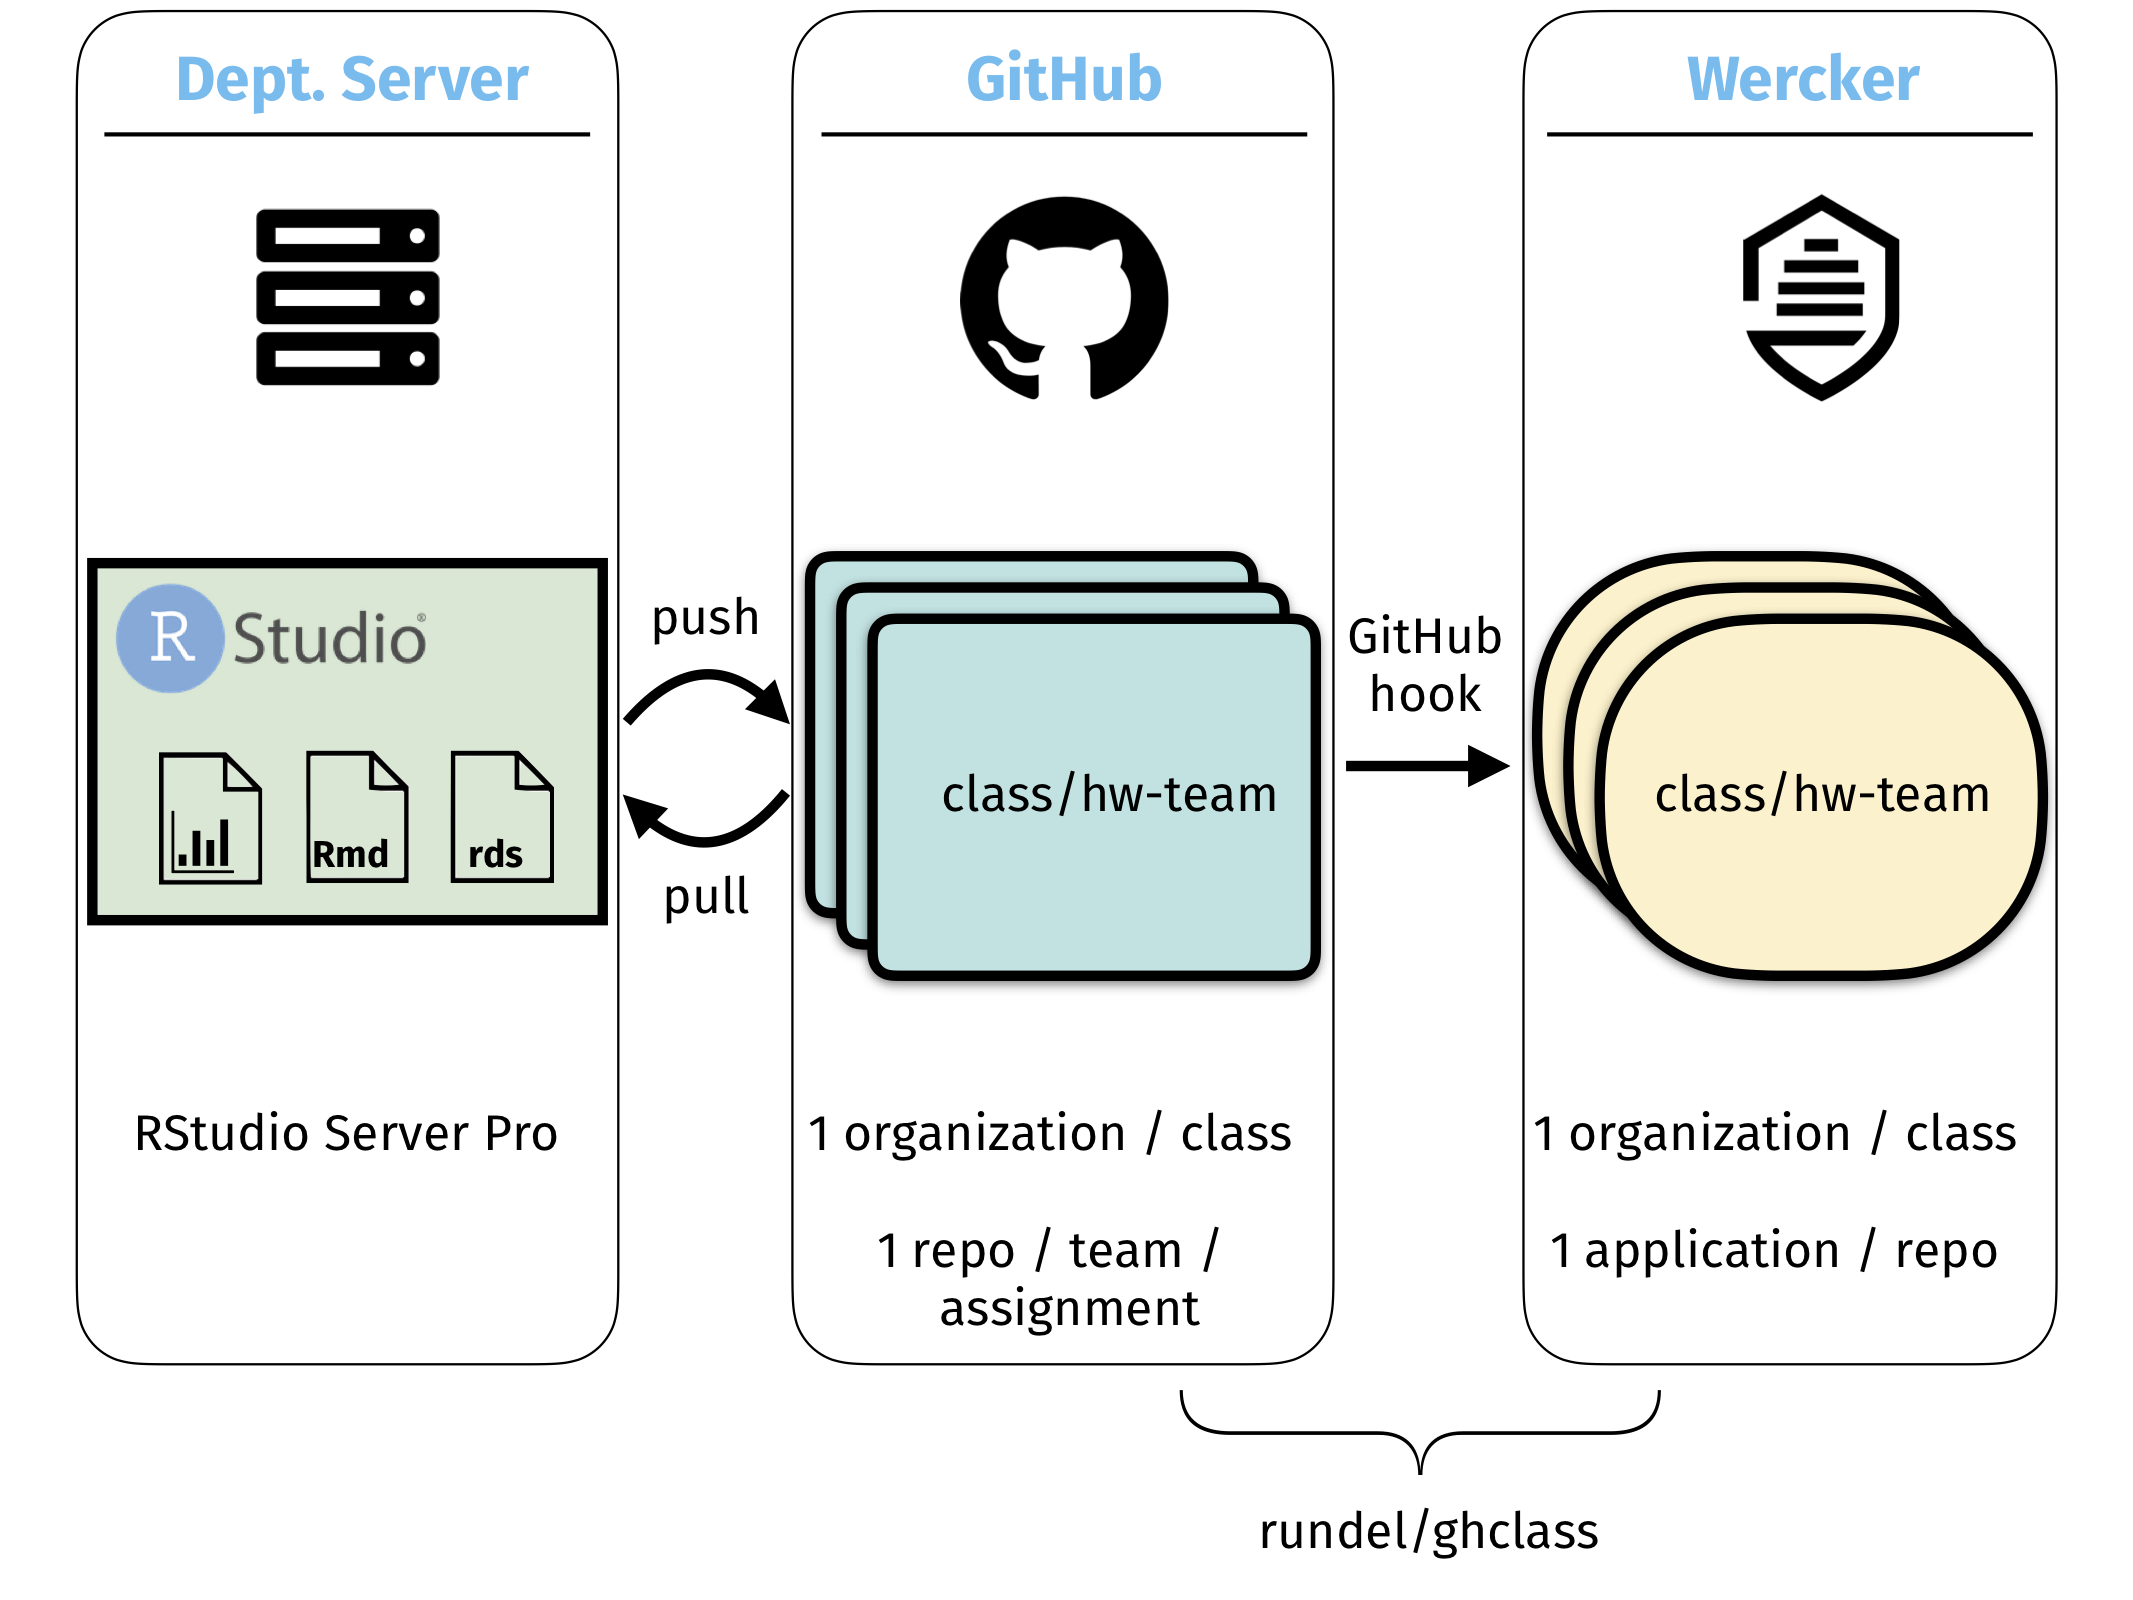 Dept. Server
GitHub
Wercker
R Studio®
Rmd
rds
push
pull
class/hw-team
GitHub
hook
class/hw-team
RStudio Server Pro
1 organization / class
1 repo / team /
assignment
1 organization / class
1 application / repo
rundel/ghclass